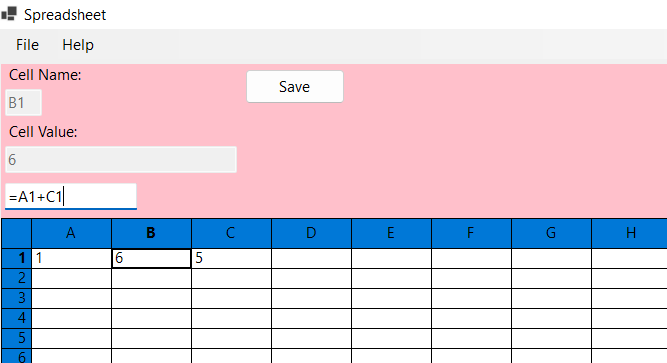 Spreadsheet
File Help
Cell Name:
Save
B1
Cell Value:
6
=A1+C1
A B C D E F G H
1 1 6 5
2
3
4
5
6